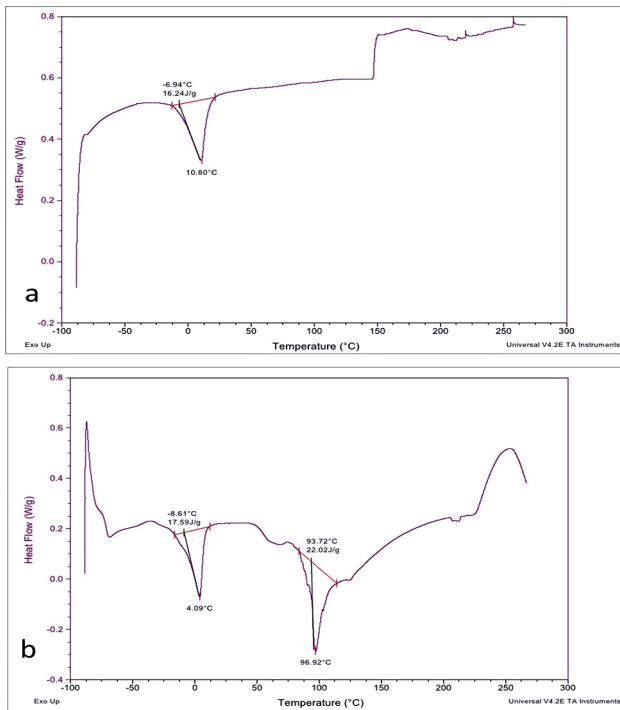 0.8
0.6
0.4
0.2
0.0
-0.2
Heat Flow (W/g)
-6.94°C
16.24J/g
10.80°C
a
-100
-50
0
50
100
150
200
250
300
Exo Up
Temperature (°C)
Universal V4.2E TA Instruments
0.8
0.6
0.4
0.2
0.0
-0.2
-0.4
Heat Flow (W/g)
-8.61°C
17.59J/g
4.09°C
93.72°C
22.02J/g
96.92°C
b
-100
-50
0
50
100
150
200
250
300
Exo Up
Temperature (°C)
Universal V4.2E TA Instruments